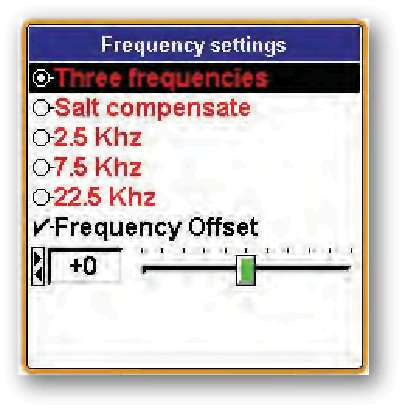 Frequency settings
Three frequencies
Salt compensate
2.5 Khz
7.5 Khz
22.5 Khz
Frequency Offset
+0